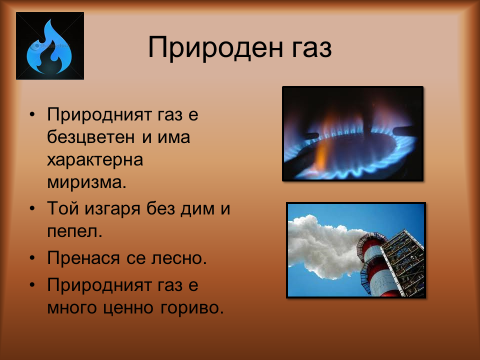 Природен газ
• Природният газ е
безцветен и има
характерна
миризма.
• Той изгаря без дим и
пепел.
• Пренася се лесно.
• Природният газ е
много ценно гориво.